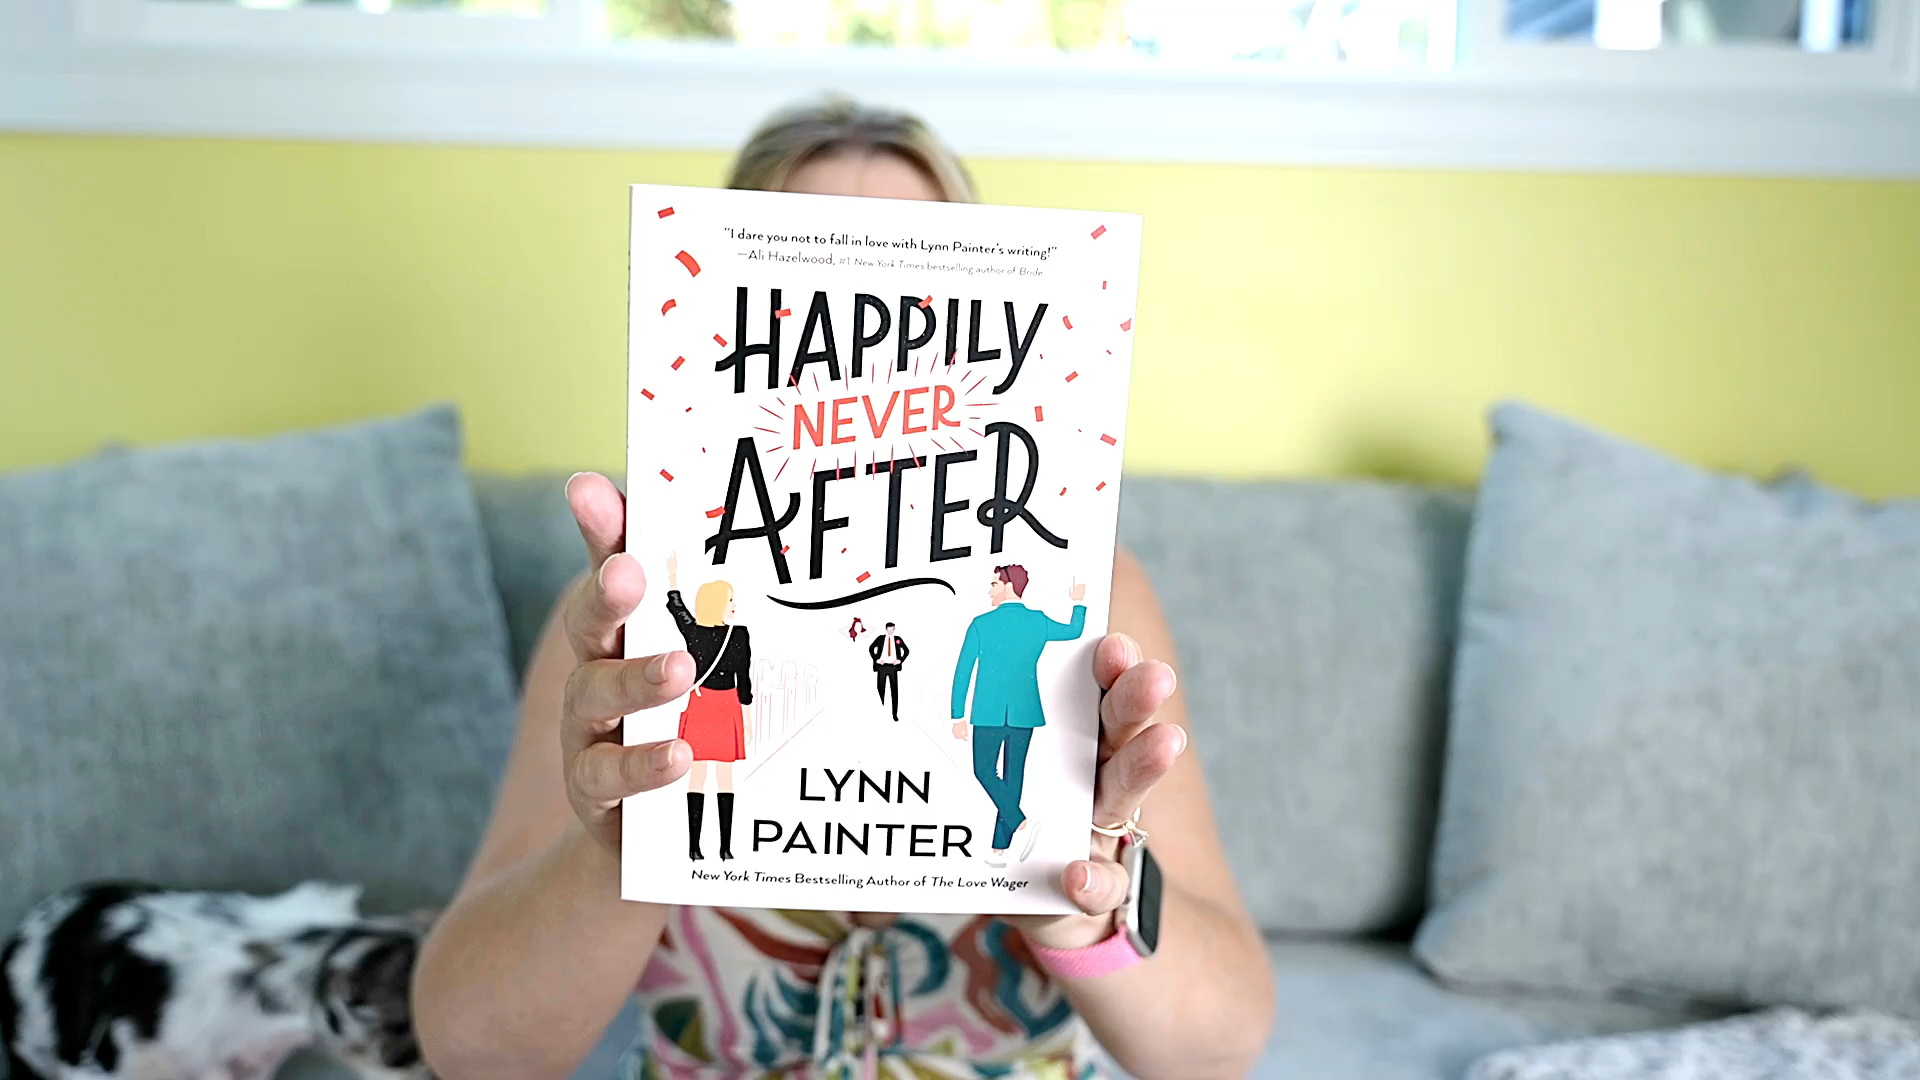 "I dare you not to fall in love with Lynn Painter's writing!"
—Ali Hazelwood, #1 New York Times bestselling author of Bride
HAPPILY
NEVER
AFTER
LYNN
PAINTER
New York Times Bestselling Author of The Love Wager